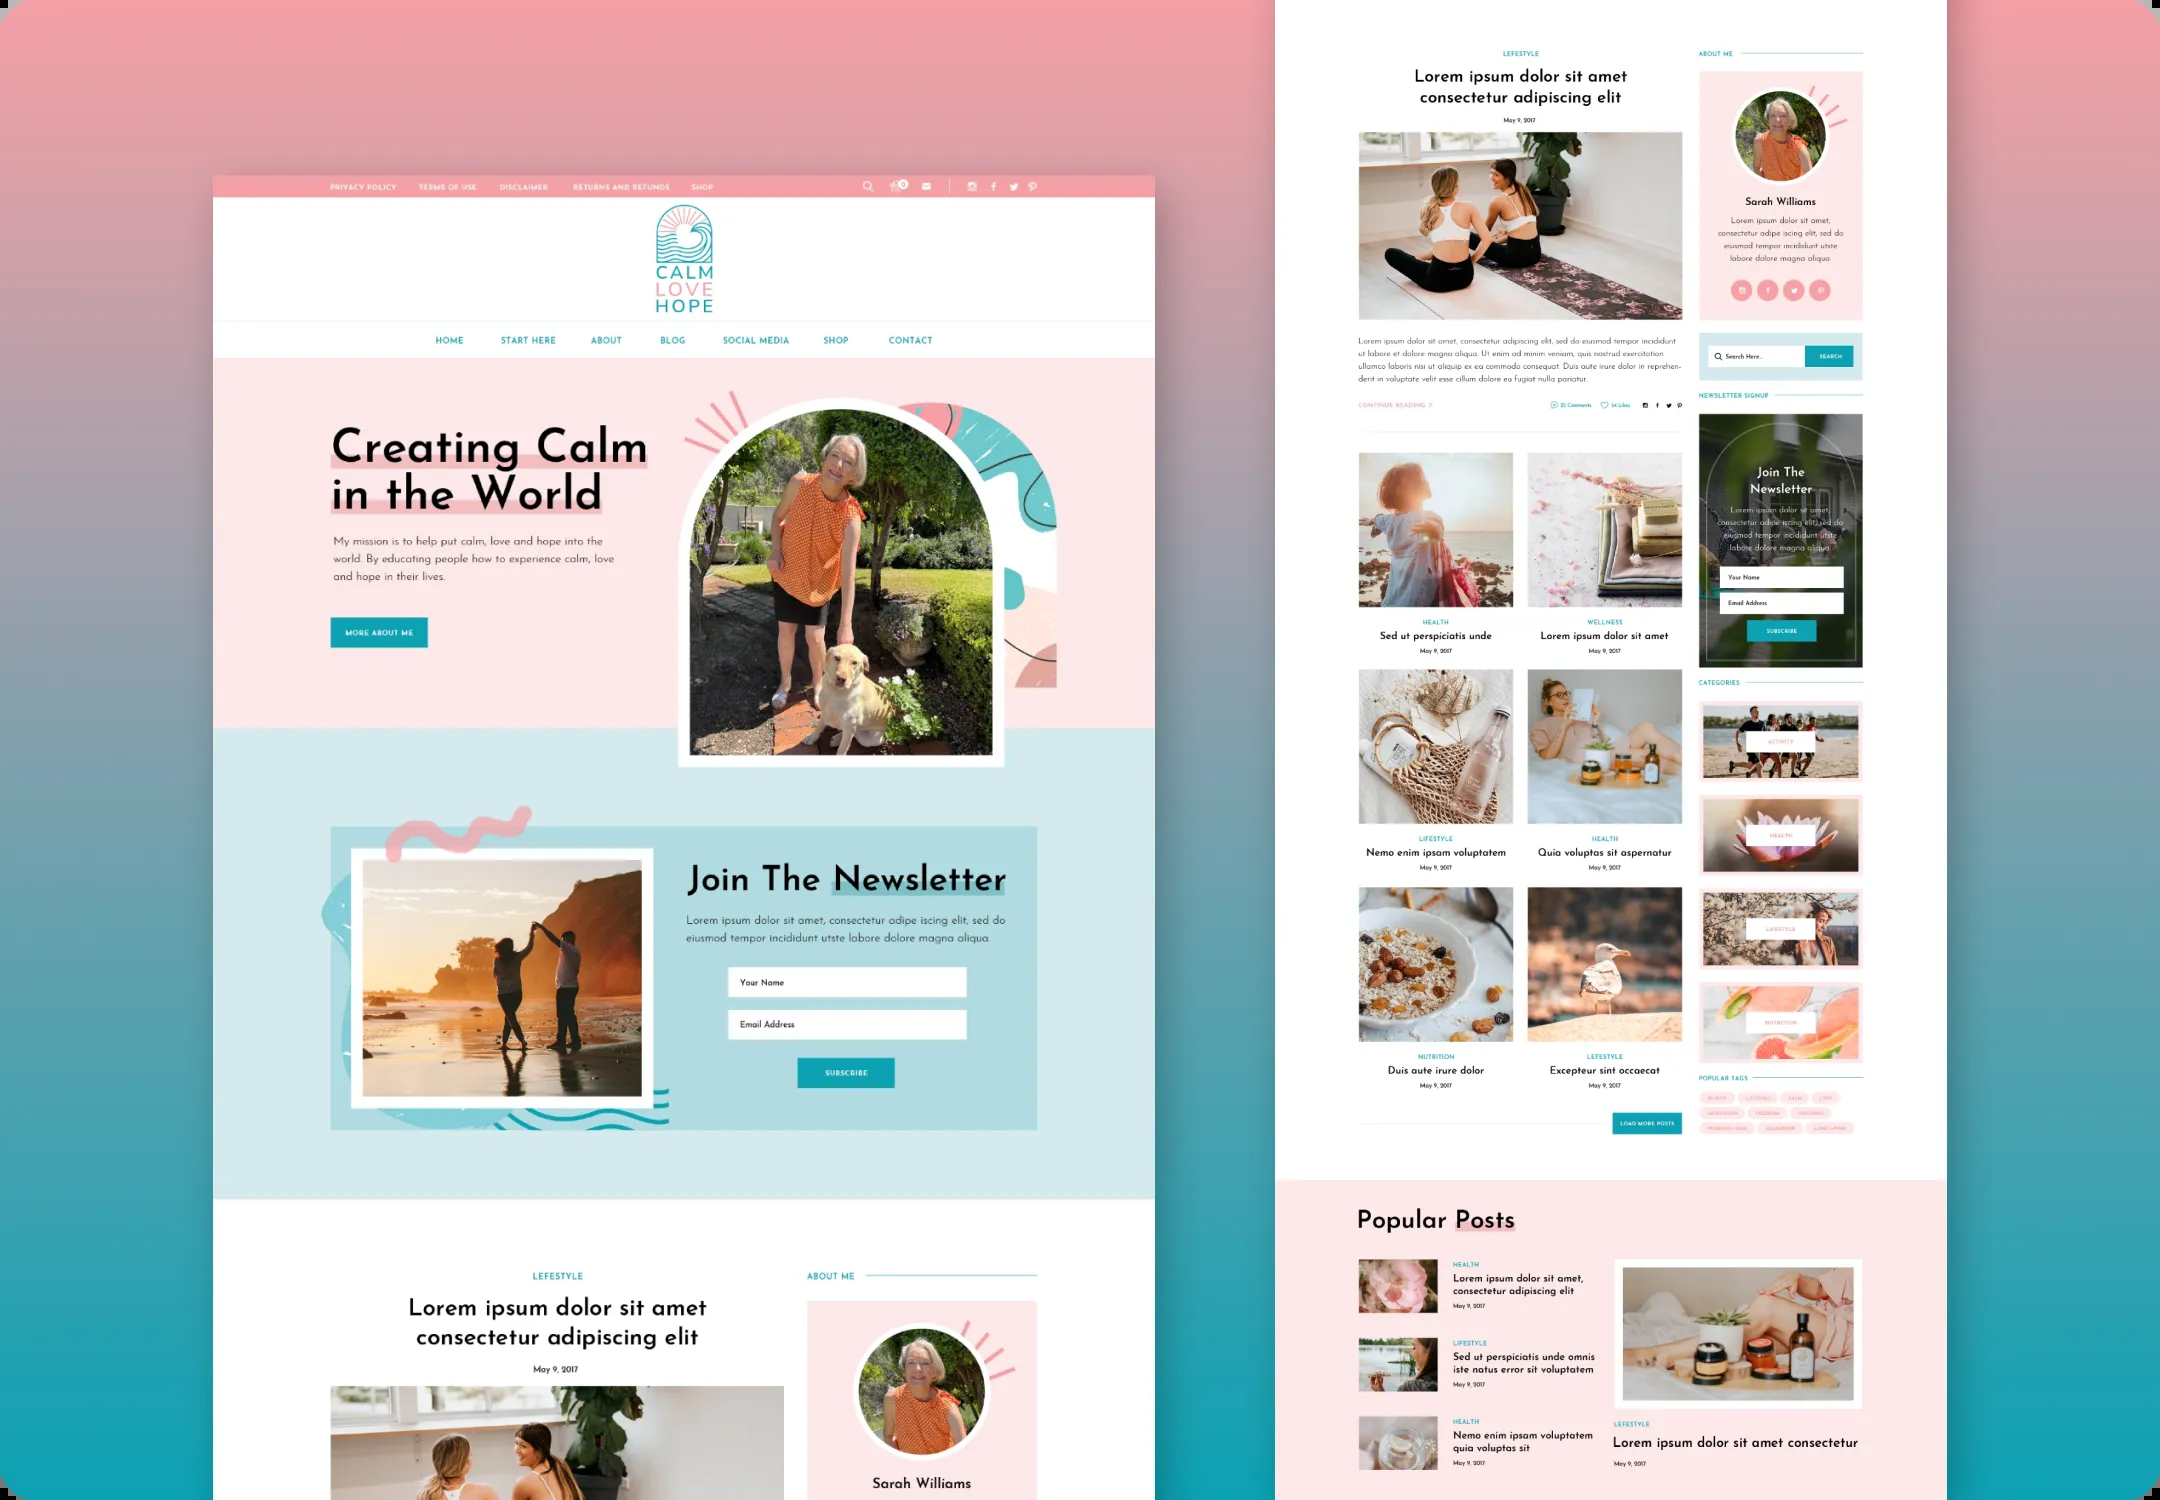 PRIVACY POLICY TERMS OF USE DISCLAIMER RETURNS AND REFUNDS SHOP
0
CALM
LOVE
HOPE
HOME START HERE ABOUT BLOG SOCIAL MEDIA SHOP CONTACT
Creating Calm
in the World
My mission is to help put calm, love and hope into the
world. By educating people how to experience calm, love
and hope in their lives.
MORE ABOUT ME
Join The Newsletter
Lorem ipsum dolor sit amet, consectetur adipe iscing elit, sed do
eiusmod tempor incididunt utste labore dolore magna aliqua.
Your Name
Email Address
SUBSCRIBE
LEFESTYLE
Lorem ipsum dolor sit amet
consectetur adipiscing elit
May 9, 2017
ABOUT ME
Sarah Williams
LEFESTYLE
Lorem ipsum dolor sit amet
consectetur adipiscing elit
May 9, 2017
Lorem ipsum dolor sit amet, consectetur adipiscing elit, sed do eiusmod tempor incididunt
ut labore et dolore magna aliqua. Ut enim ad minim veniam, quis nostrud exercitation
ullamco laboris nisi ut aliquip ex ea commodo consequat. Duis aute irure dolor in reprehen-
derit in voluptate velit esse cillum dolore eu fugiat nulla pariatur.
CONTINUE READING >
23 Comments
34 Likes
HEALTH
Sed ut perspiciatis unde
May 9, 2017
WELLNESS
Lorem ipsum dolor sit amet
May 9, 2017
LIFESTYLE
Nemo enim ipsam voluptatem
May 9, 2017
HEALTH
Quia voluptas sit aspernatur
May 9, 2017
NUTRITION
Duis aute irure dolor
May 9, 2017
LEFESTYLE
Excepteur sint occaecat
May 9, 2017
LOAD MORE POSTS
ABOUT ME
Sarah Williams
Lorem ipsum dolor sit amet,
consectetur adipe iscing elit, sed do
eiusmod tempor incididunt utste
labore dolore magna aliqua.
Search Here..
SEARCH
NEWSLETTER SIGNUP
Join The
Newsletter
Lorem ipsum dolor sit amet,
consectetur adipe iscing elit, sed do
eiusmod tempor incididunt utste
labore dolore magna aliqua.
Your Name
Email Address
SUBSCRIBE
CATEGORIES
ACTIVITY
HEALTH
LIFESTYLE
NUTRITION
POPULAR TAGS
Popular Posts
HEALTH
Lorem ipsum dolor sit amet,
consectetur adipiscing elit
May 9, 2017
LIFESTYLE
Sed ut perspiciatis unde omnis
iste natus error sit voluptatem
May 9, 2017
HEALTH
Nemo enim ipsam voluptatem
quia voluptas sit
May 9, 2017
LEFESTYLE
Lorem ipsum dolor sit amet consectetur
May 9, 2017